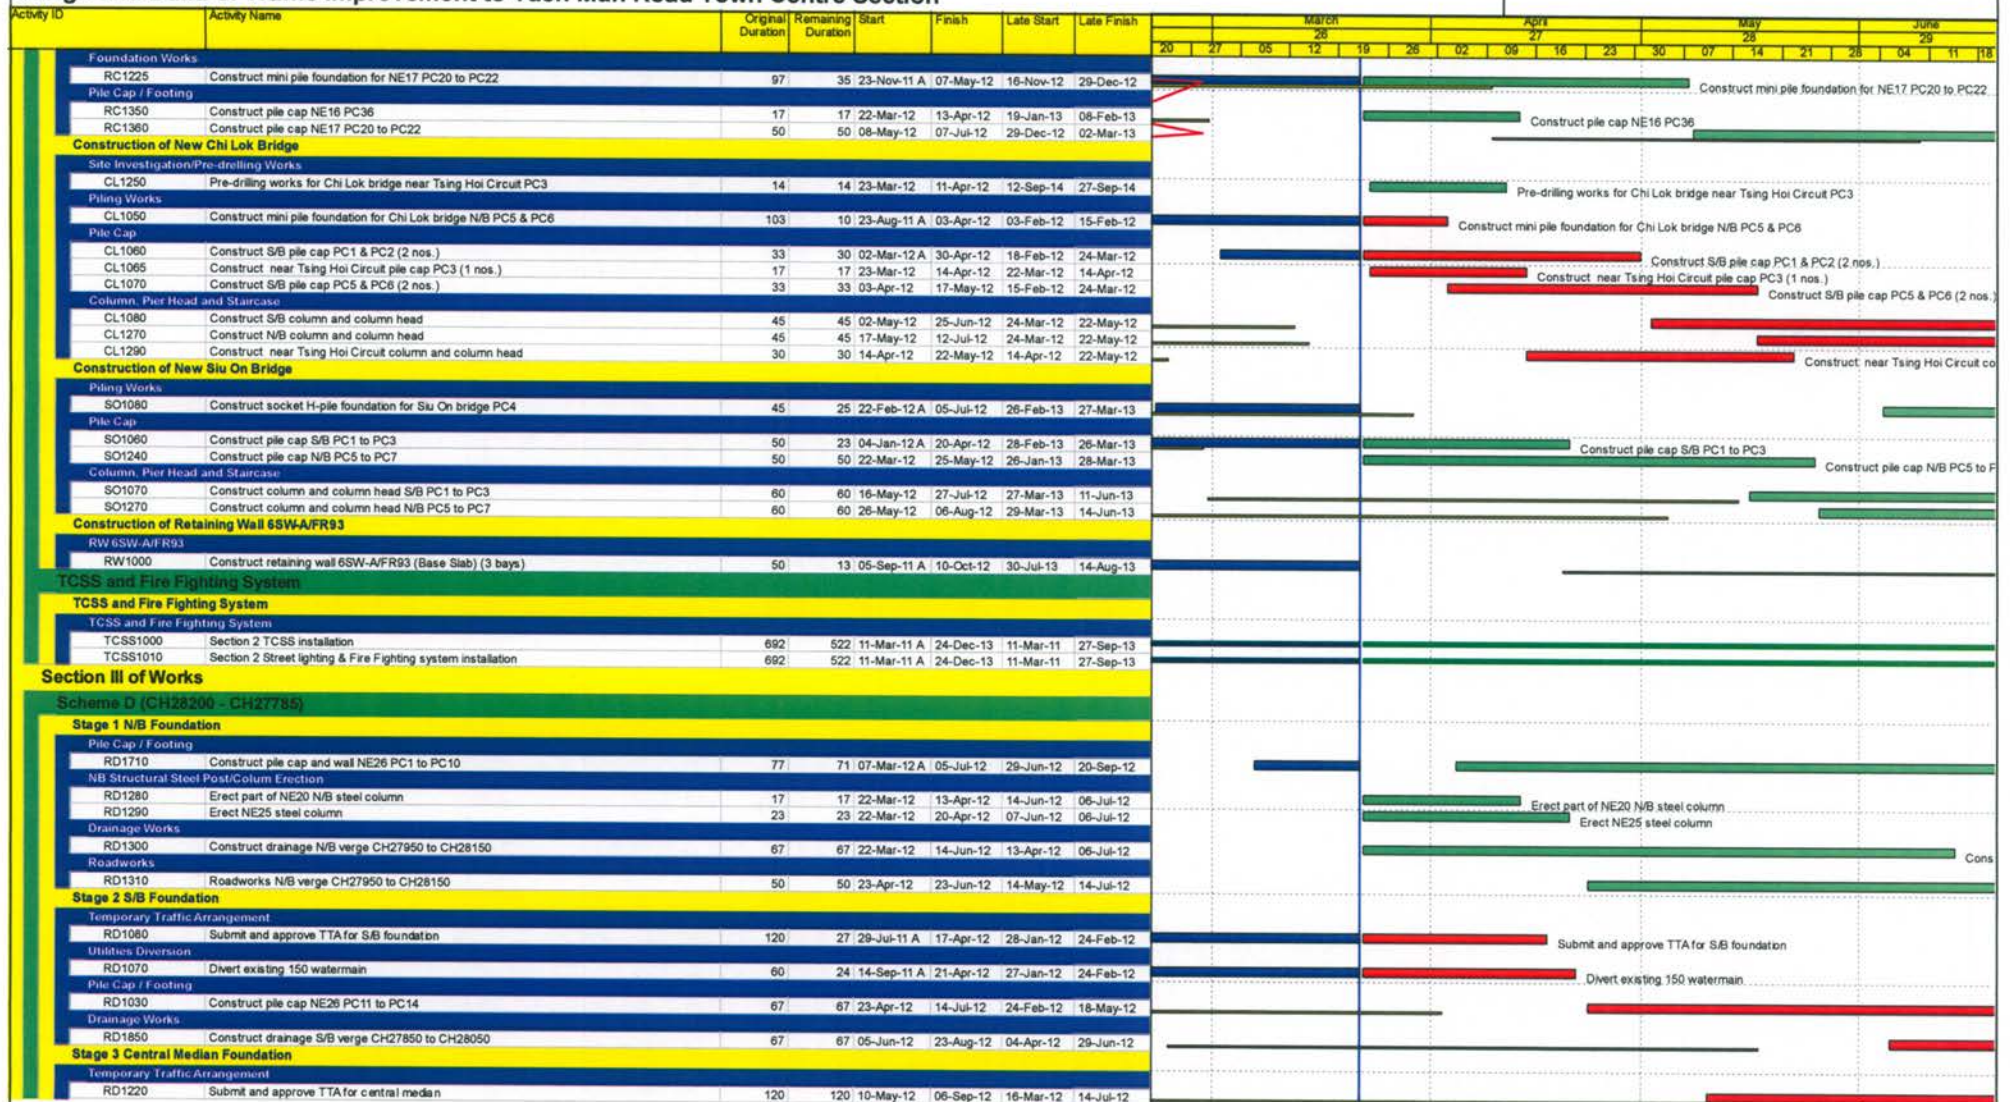 Improvement to Tuen Mun Road Town Centre Section
Activity ID Activity Name Original Duration Remaining Duration Start Finish Late Start Late Finish March April May June
26 27 28 29
20 27 05 12 19 26 02 09 16 23 30 07 14 21 28 04 11 18
Foundation Works
RC1225 Construct mini pile foundation for NE17 PC20 to PC22 97 35 23-Nov-11 A 07-May-12 16-Nov-12 29-Dec-12 Construct mini pile foundation for NE17 PC20 to PC22
Pile Cap / Footing
RC1350 Construct pile cap NE16 PC36 17 17 22-Mar-12 13-Apr-12 19-Jan-13 08-Feb-13 Construct pile cap NE16 PC36
RC1360 Construct pile cap NE17 PC20 to PC22 50 50 08-May-12 07-Jul-12 29-Dec-12 02-Mar-13
Construction of New Chi Lok Bridge
Site Investigation/Pre-drelling Works
CL1250 Pre-drilling works for Chi Lok bridge near Tsing Hoi Circuit PC3 14 14 23-Mar-12 11-Apr-12 12-Sep-14 27-Sep-14 Pre-drilling works for Chi Lok bridge near Tsing Hoi Circuit PC3
Piling Works
CL1050 Construct mini pile foundation for Chi Lok bridge N/B PC5 & PC6 103 10 23-Aug-11 A 03-Apr-12 03-Feb-12 15-Feb-12 Construct mini pile foundation for Chi Lok bridge N/B PC5 & PC6
Pile Cap
CL1060 Construct S/B pile cap PC1 & PC2 (2 nos.) 33 30 02-Mar-12 A 30-Apr-12 18-Feb-12 24-Mar-12 Construct S/B pile cap PC1 & PC2 (2 nos.)
CL1065 Construct near Tsing Hoi Circuit pile cap PC3 (1 nos.) 17 17 23-Mar-12 14-Apr-12 22-Mar-12 14-Apr-12 Construct near Tsing Hoi Circuit pile cap PC3 (1 nos.)
CL1070 Construct S/B pile cap PC5 & PC6 (2 nos.) 33 33 03-Apr-12 17-May-12 15-Feb-12 24-Mar-12 Construct S/B pile cap PC5 & PC6 (2 nos.)
Column, Pier Head and Staircase
CL1080 Construct S/B column and column head 45 45 02-May-12 25-Jun-12 24-Mar-12 22-May-12
CL1270 Construct N/B column and column head 45 45 17-May-12 12-Jul-12 24-Mar-12 22-May-12
CL1290 Construct near Tsing Hoi Circuit column and column head 30 30 14-Apr-12 22-May-12 14-Apr-12 22-May-12 Construct near Tsing Hoi Circuit co
Construction of New Siu On Bridge
Piling Works
SO1080 Construct socket H-pile foundation for Siu On bridge PC4 45 25 22-Feb-12 A 05-Jul-12 26-Feb-13 27-Mar-13
Pile Cap
SO1060 Construct pile cap S/B PC1 to PC3 50 23 04-Jan-12 A 20-Apr-12 28-Feb-13 26-Mar-13 Construct pile cap S/B PC1 to PC3
SO1240 Construct pile cap N/B PC5 to PC7 50 50 22-Mar-12 25-May-12 26-Jan-13 28-Mar-13 Construct pile cap N/B PC5 to P
Column, Pier Head and Staircase
SO1070 Construct column and column head S/B PC1 to PC3 60 60 16-May-12 27-Jul-12 27-Mar-13 11-Jun-13
SO1270 Construct column and column head N/B PC5 to PC7 60 60 26-May-12 06-Aug-12 29-Mar-13 14-Jun-13
Construction of Retaining Wall 6SW-A/FR93
RW 6SW-A/FR93
RW1000 Construct retaining wall 6SW-A/FR93 (Base Slab) (3 bays) 50 13 05-Sep-11 A 10-Oct-12 30-Jul-13 14-Aug-13
TCSS and Fire Fighting System
TCSS and Fire Fighting System
TCSS and Fire Fighting System
TCSS1000 Section 2 TCSS installation 692 522 11-Mar-11 A 24-Dec-13 11-Mar-11 27-Sep-13
TCSS1010 Section 2 Street lighting & Fire Fighting system installation 692 522 11-Mar-11 A 24-Dec-13 11-Mar-11 27-Sep-13
Section III of Works
Scheme D (CH28200 - CH27785)
Stage 1 N/B Foundation
Pile Cap / Footing
RD1710 Construct pile cap and wall NE26 PC1 to PC10 77 71 07-Mar-12 A 05-Jul-12 29-Jun-12 20-Sep-12
NB Structural Steel Post/Colum Erection
RD1280 Erect part of NE20 N/B steel column 17 17 22-Mar-12 13-Apr-12 14-Jun-12 06-Jul-12 Erect part of NE20 N/B steel column
RD1290 Erect NE25 steel column 23 23 22-Mar-12 20-Apr-12 07-Jun-12 06-Jul-12 Erect NE25 steel column
Drainage Works
RD1300 Construct drainage N/B verge CH27950 to CH28150 67 67 22-Mar-12 14-Jun-12 13-Apr-12 06-Jul-12 Cons
Roadworks
RD1310 Roadworks N/B verge CH27950 to CH28150 50 50 23-Apr-12 23-Jun-12 14-May-12 14-Jul-12
Stage 2 S/B Foundation
Temporary Traffic Arrangement
RD1080 Submit and approve TTA for S/B foundation 120 27 29-Jul-11 A 17-Apr-12 28-Jan-12 24-Feb-12 Submit and approve TTA for S/B foundation
Utilities Diversion
RD1070 Divert existing 150 watermain 60 24 14-Sep-11 A 21-Apr-12 27-Jan-12 24-Feb-12 Divert existing 150 watermain
Pile Cap / Footing
RD1030 Construct pile cap NE26 PC11 to PC14 67 67 23-Apr-12 14-Jul-12 24-Feb-12 18-May-12
Drainage Works
RD1850 Construct drainage S/B verge CH27850 to CH28050 67 67 05-Jun-12 23-Aug-12 04-Apr-12 29-Jun-12
Stage 3 Central Median Foundation
Temporary Traffic Arrangement
RD1220 Submit and approve TTA for central median 120 120 10-May-12 06-Sep-12 16-Mar-12 14-Jul-12